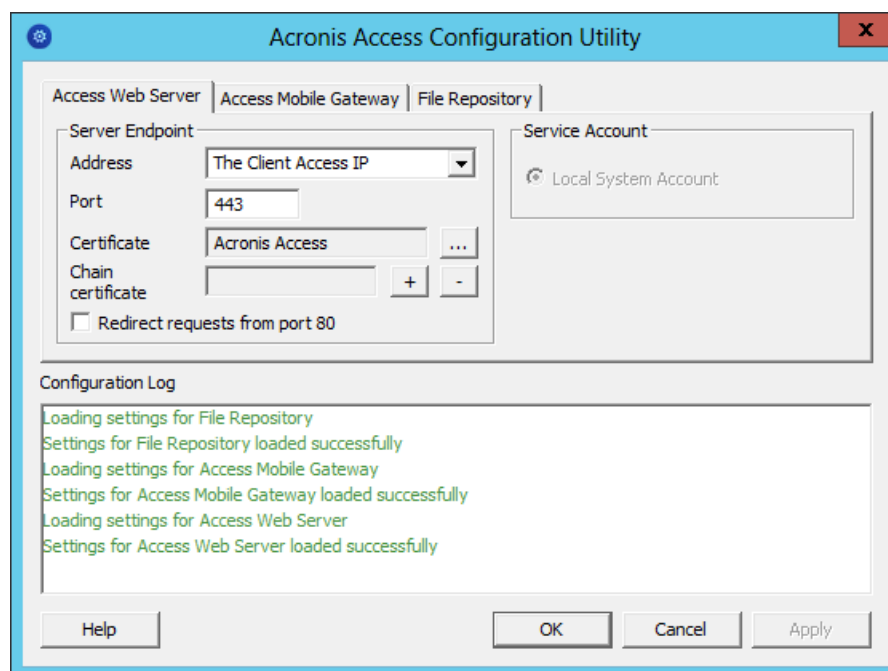 Acronis Access Configuration Utility
x
Access Web Server Access Mobile Gateway File Repository
Server Endpoint
Address The Client Access IP
Port 443
Certificate Acronis Access ...
Chain certificate + -
Redirect requests from port 80
Service Account
Local System Account
Configuration Log
Loading settings for File Repository
Settings for File Repository loaded successfully
Loading settings for Access Mobile Gateway
Settings for Access Mobile Gateway loaded successfully
Loading settings for Access Web Server
Settings for Access Web Server loaded successfully
Help OK Cancel Apply